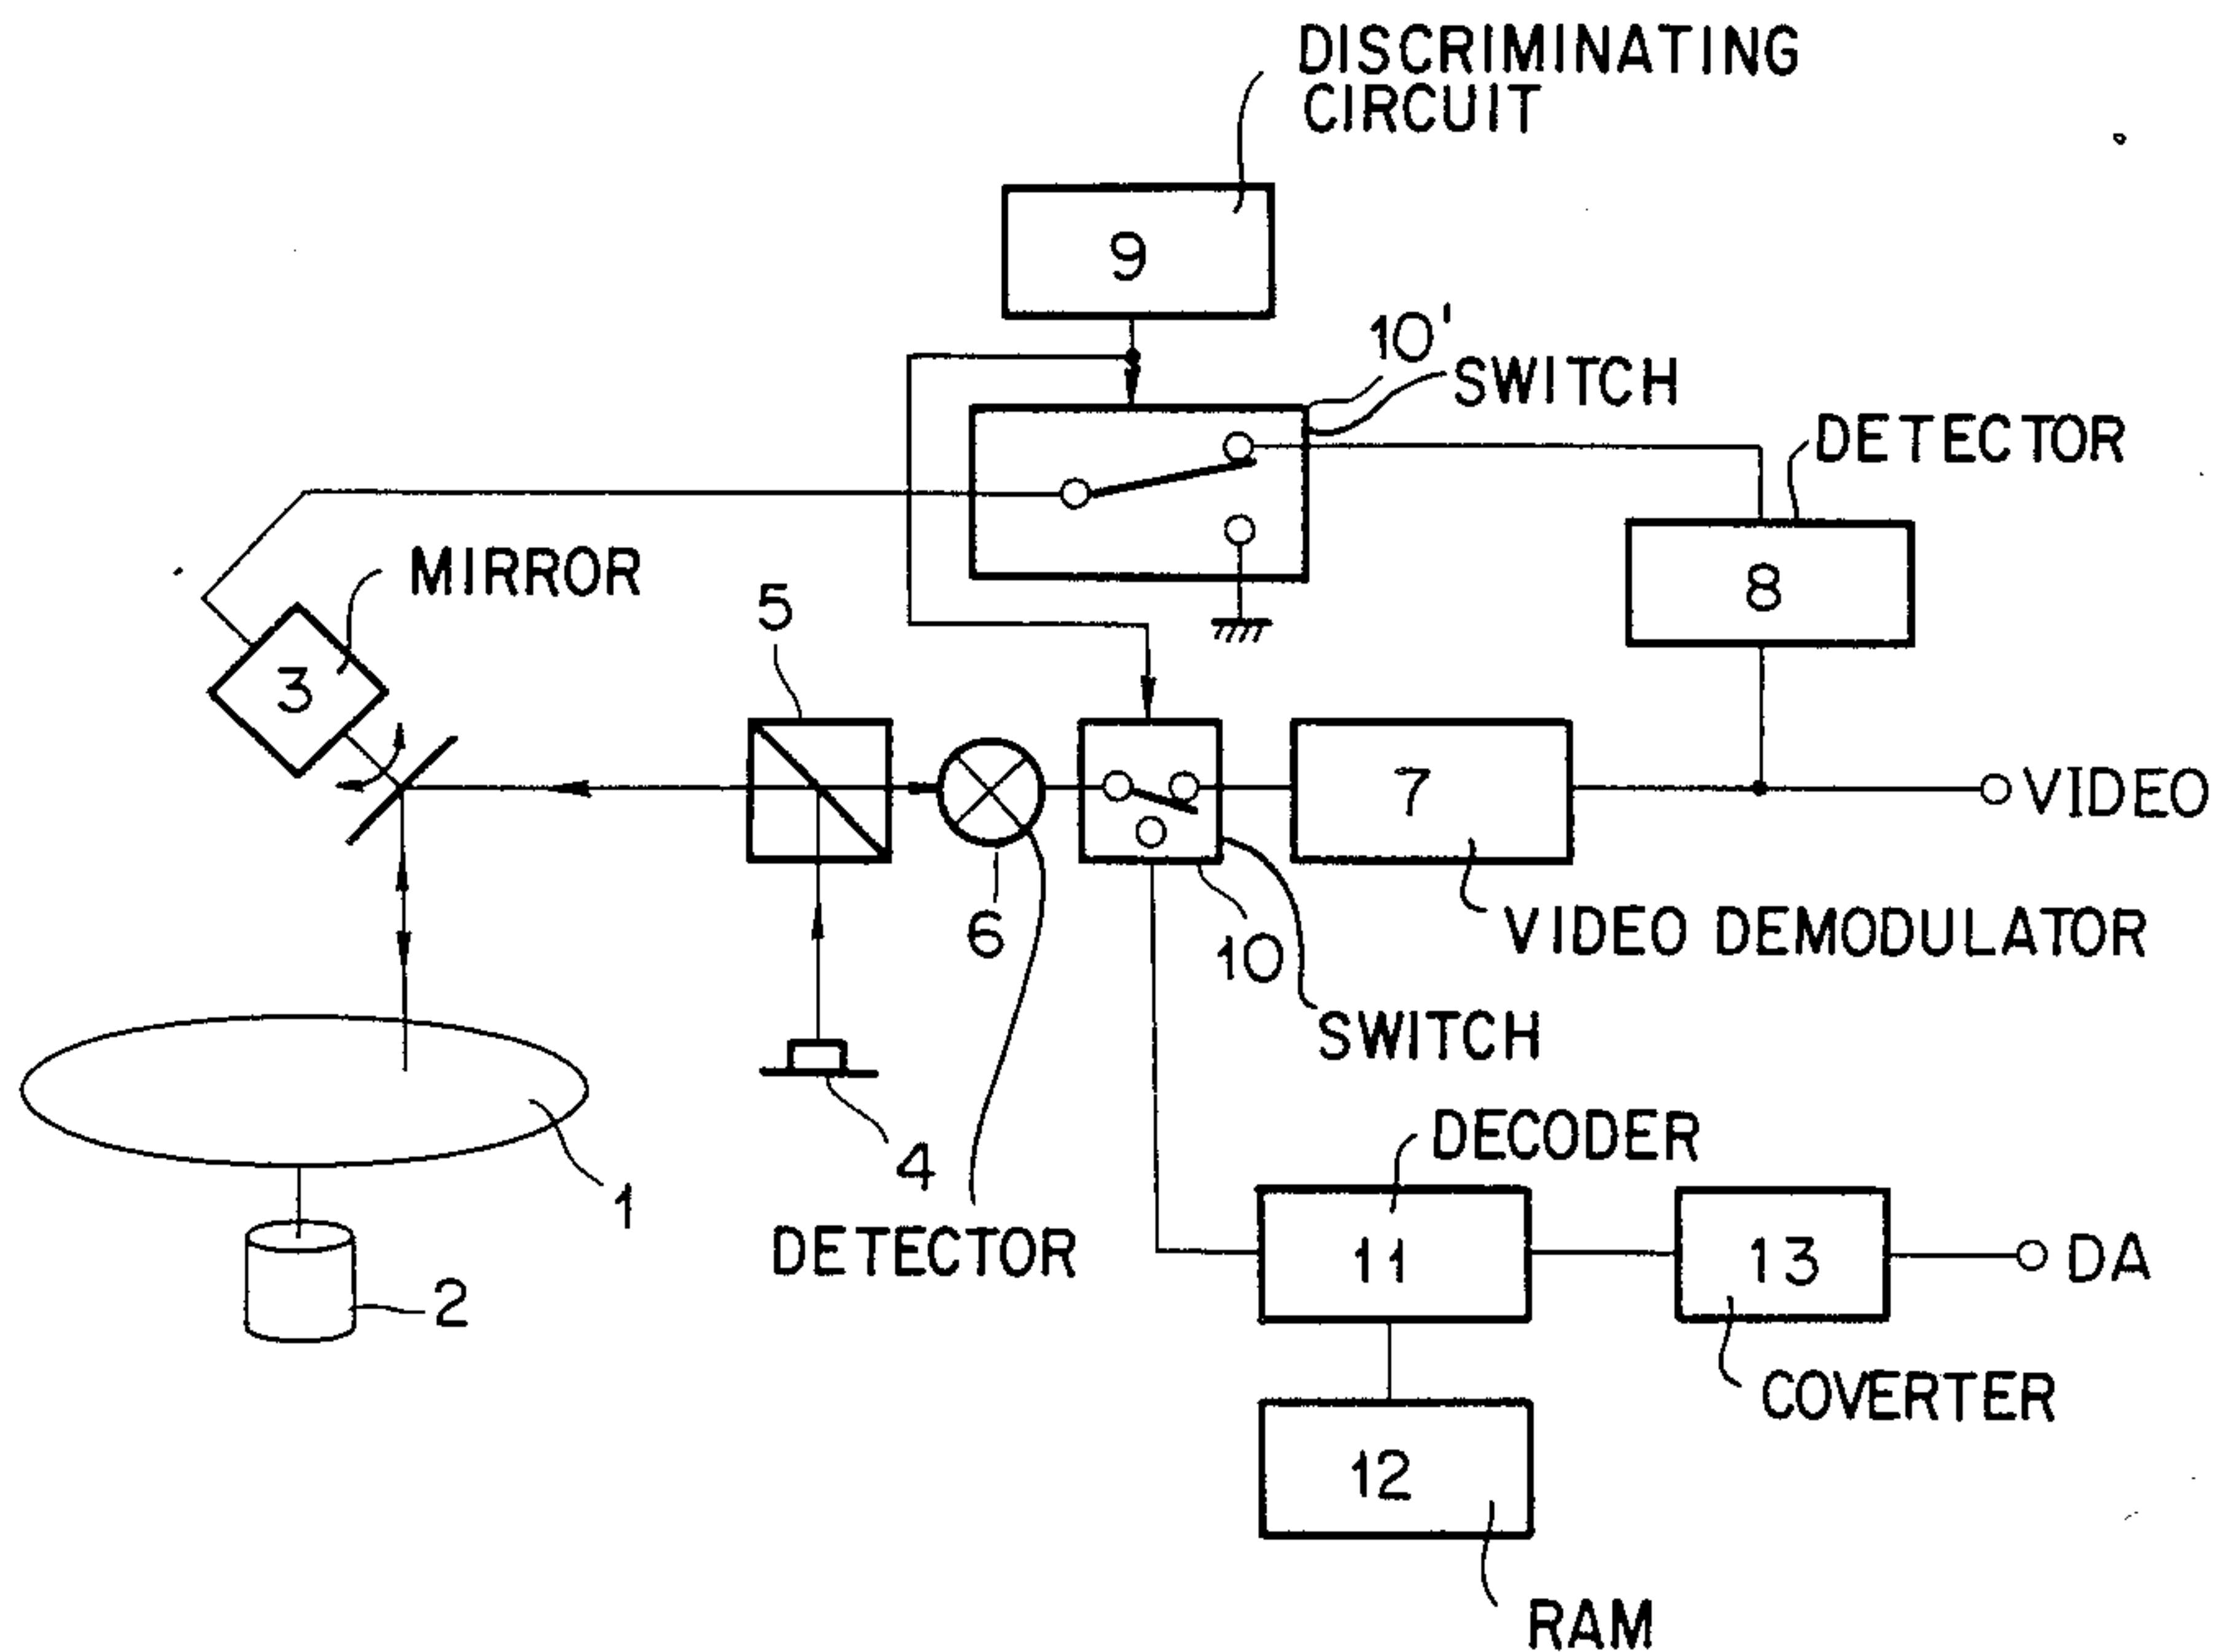 DISCRIMINATING
CIRCUIT
9
10'
SWITCH
DETECTOR
8
MIRROR
3
5
7
VIDEO
6
10
VIDEO DEMODULATOR
SWITCH
4
1
DETECTOR
2
DECODER
11
13
DA
COVERTER
12
RAM